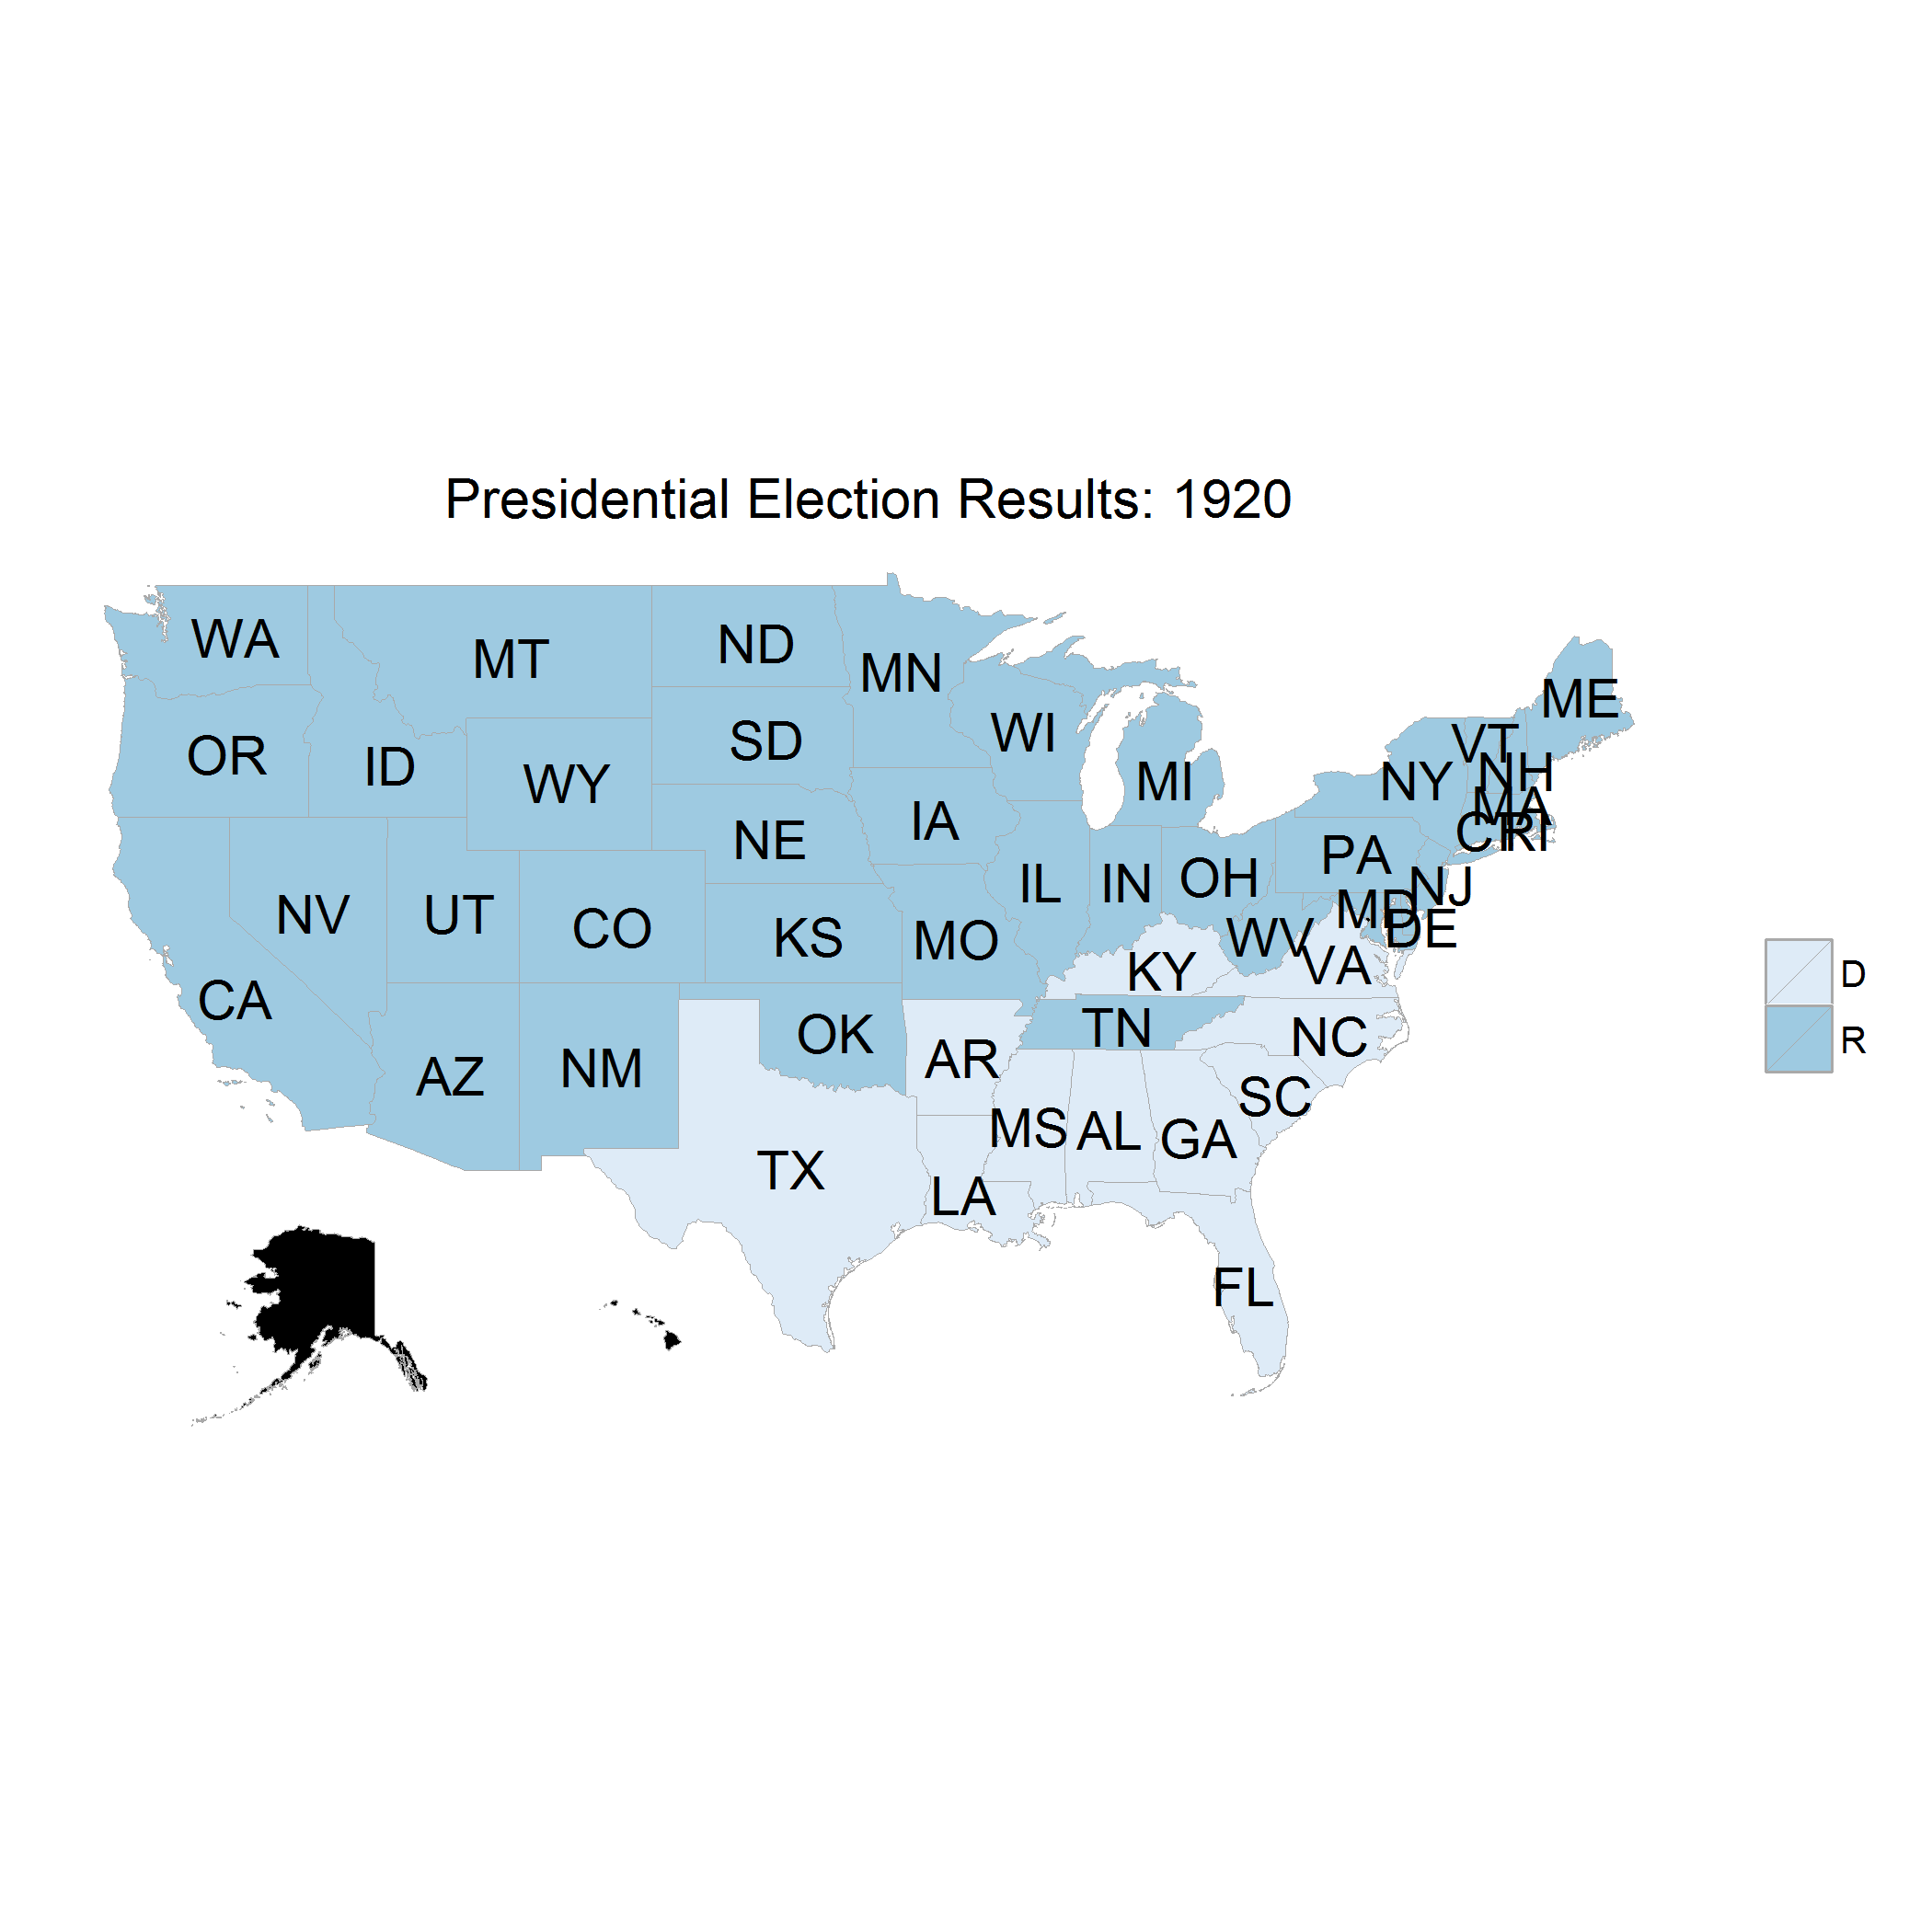 Presidential Election Results: 1920
WA
MT
ND
MN
ME
OR
ID
WY
SD
WI
MI
NY
VT
NH
MA
CT
RI
NE
IA
PA
NJ
NV
UT
CO
KS
MO
IL
IN
OH
MD
DE
WV
VA
KY
D
R
CA
AZ
NM
OK
AR
TN
NC
SC
MS
AL
GA
TX
LA
FL